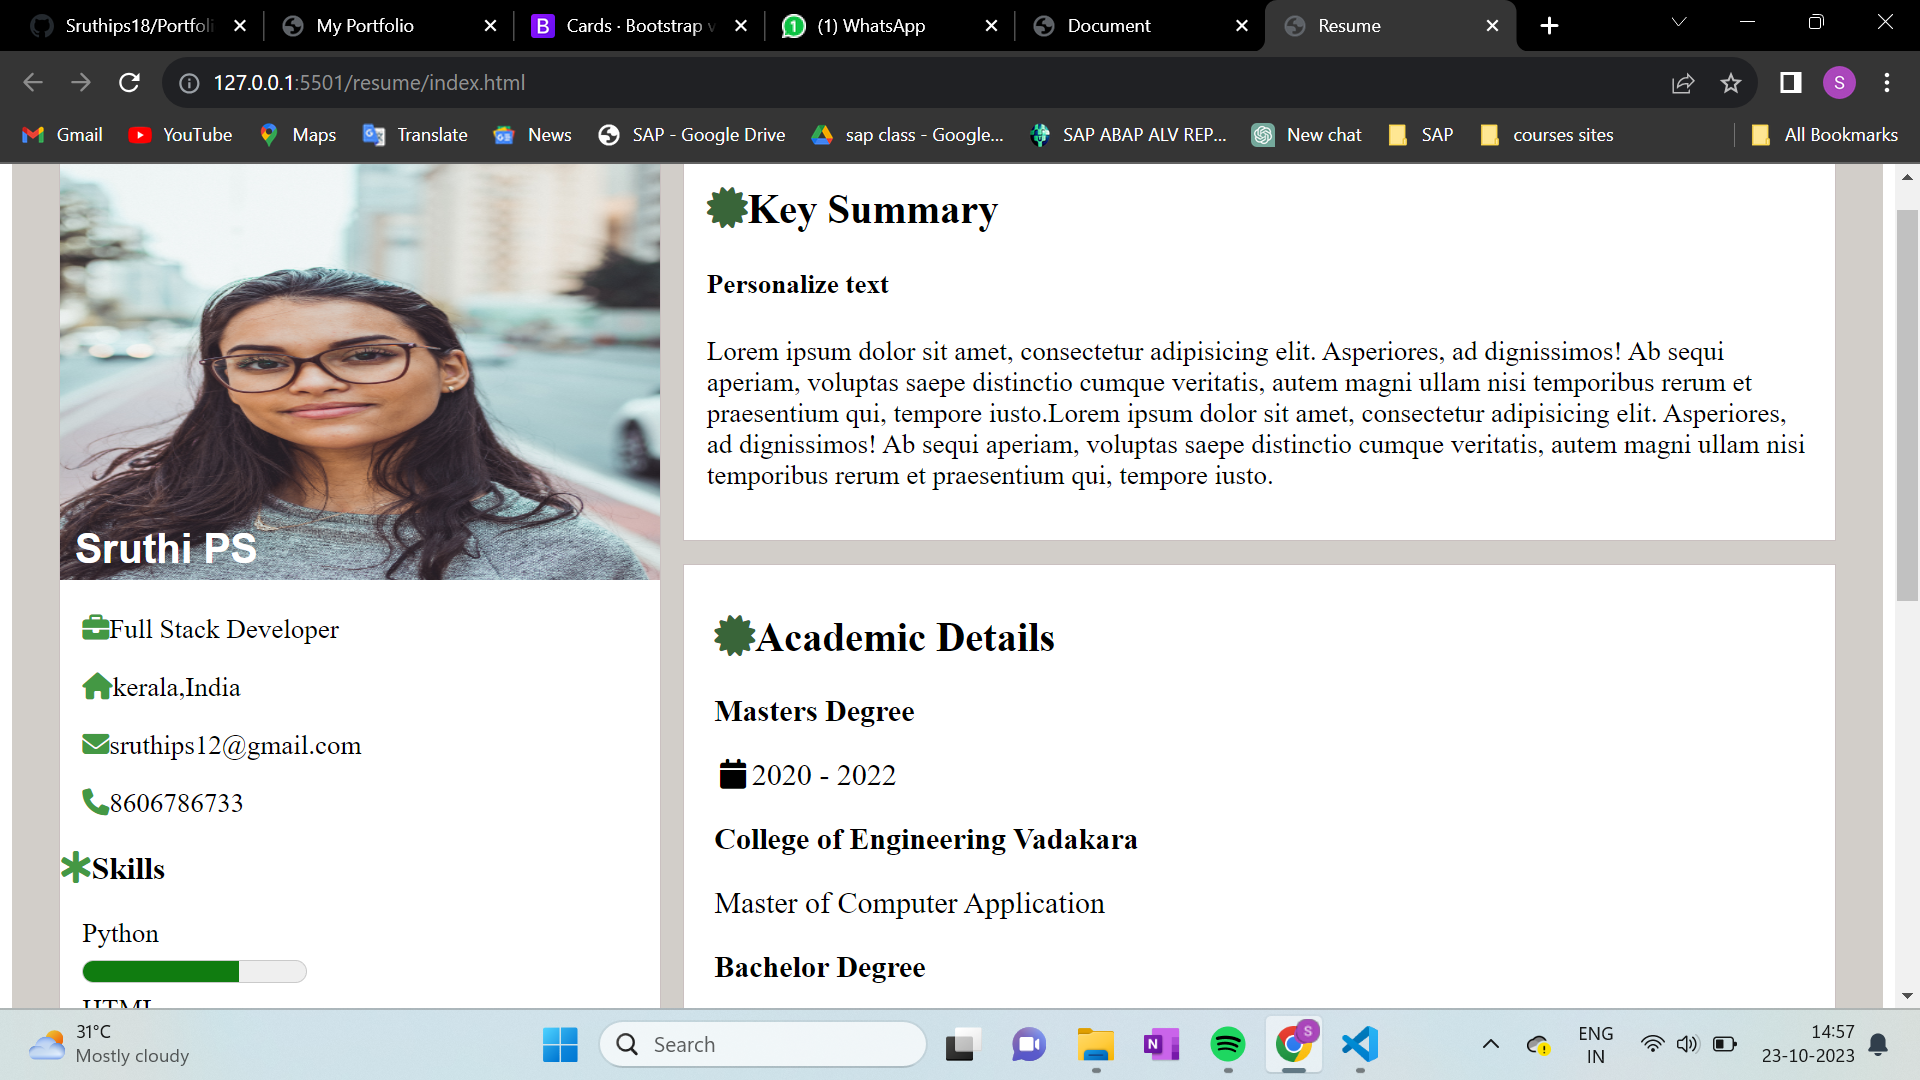 Sruthips18/Portfoli
My Portfolio
Cards · Bootstrap v
(1) WhatsApp
Document
Resume
127.0.0.1:5501/resume/index.html
S
Gmail
YouTube
Maps
Translate
News
SAP - Google Drive
sap class - Google...
SAP ABAP ALV REP...
New chat
SAP
courses sites
All Bookmarks
Sruthi PS
Full Stack Developer
kerala,India
sruthips12@gmail.com
8606786733
Skills
Python
HTML
Key Summary
Personalize text
Lorem ipsum dolor sit amet, consectetur adipisicing elit. Asperiores, ad dignissimos! Ab sequi
aperiam, voluptas saepe distinctio cumque veritatis, autem magni ullam nisi temporibus rerum et
praesentium qui, tempore iusto.Lorem ipsum dolor sit amet, consectetur adipisicing elit. Asperiores,
ad dignissimos! Ab sequi aperiam, voluptas saepe distinctio cumque veritatis, autem magni ullam nisi
temporibus rerum et praesentium qui, tempore iusto.
Academic Details
Masters Degree
2020 - 2022
College of Engineering Vadakara
Master of Computer Application
Bachelor Degree
31°C
Mostly cloudy
Search
N
S
ENG
IN
14:57
23-10-2023